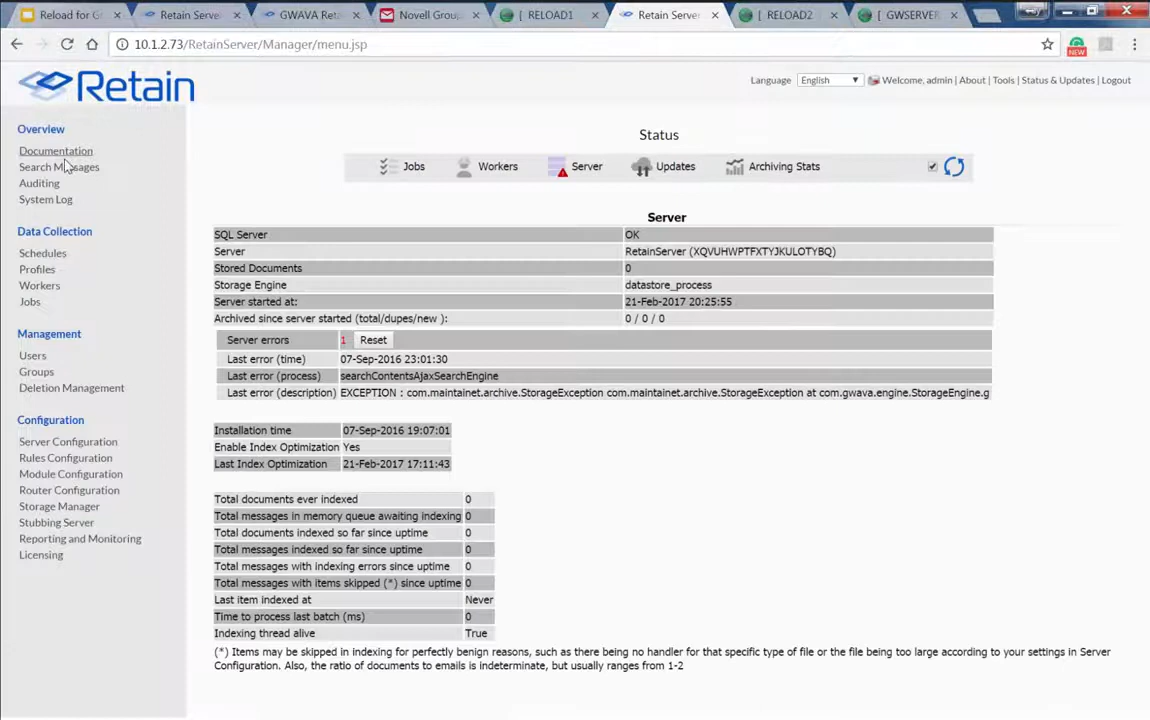 Reload for G
Retain Serve
GWAVA Ret
Novell Group
[ RELOAD1
Retain Serve
[ RELOAD2
[ GWSERVER
10.1.2.73/RetainServer/Manager/menu.jsp
NEW
Retain
Language English Welcome, admin | About | Tools | Status & Updates | Logout
Overview
Documentation
Search Messages
Auditing
System Log
Data Collection
Schedules
Profiles
Workers
Jobs
Management
Users
Groups
Deletion Management
Configuration
Server Configuration
Rules Configuration
Module Configuration
Router Configuration
Storage Manager
Stubbing Server
Reporting and Monitoring
Licensing
Status
Jobs Workers Server Updates Archiving Stats
Server
SQL Server OK
Server RetainServer (XQVUHWPTFXTYJKULOTYBQ)
Stored Documents 0
Storage Engine datastore_process
Server started at: 21-Feb-2017 20:25:55
Archived since server started (total/dupes/new ): 0 / 0 / 0
Server errors 1 Reset
Last error (time) 07-Sep-2016 23:01:30
Last error (process) searchContentsAjaxSearchEngine
Last error (description) EXCEPTION : com.maintainet.archive.StorageException com.maintainet.archive.StorageException at com.gwava.engine.StorageEngine.g
Installation time 07-Sep-2016 19:07:01
Enable Index Optimization Yes
Last Index Optimization 21-Feb-2017 17:11:43
Total documents ever indexed 0
Total messages in memory queue awaiting indexing 0
Total documents indexed so far since uptime 0
Total messages indexed so far since uptime 0
Total messages with indexing errors since uptime 0
Total messages with items skipped (*) since uptime 0
Last item indexed at Never
Time to process last batch (ms) 0
Indexing thread alive True
(*) Items may be skipped in indexing for perfectly benign reasons, such as there being no handler for that specific type of file or the file being too large according to your settings in Server
Configuration. Also, the ratio of documents to emails is indeterminate, but usually ranges from 1-2